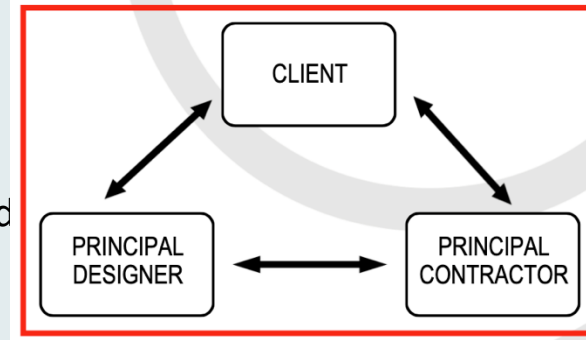 CLIENT
d
PRINCIPAL
DESIGNER
PRINCIPAL
CONTRACTOR